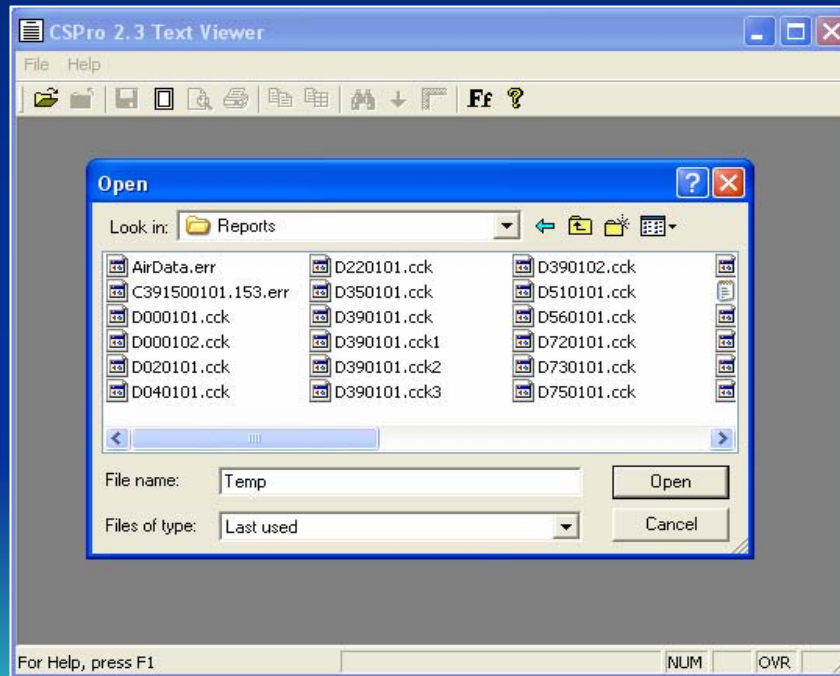 CSPro 2.3 Text Viewer
File Help
Ff ?
Open
Look in: Reports
AirData.err D220101.cck D390102.cck
C391500101.153.err D350101.cck D510101.cck
D000101.cck D390101.cck D560101.cck
D000102.cck D390101.cck1 D720101.cck
D020101.cck D390101.cck2 D730101.cck
D040101.cck D390101.cck3 D750101.cck
File name: Temp Open
Files of type: Last used Cancel
For Help, press F1 NUM OVR